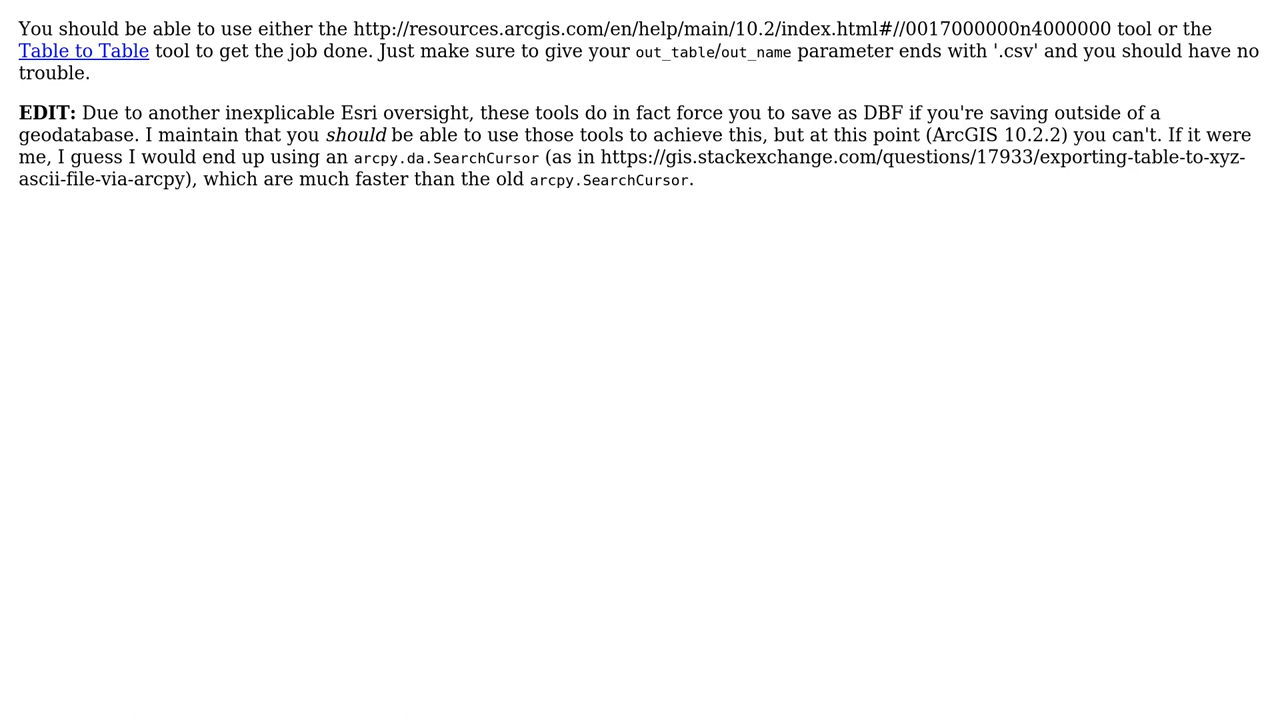 You should be able to use either the http://resources.arcgis.com/en/help/main/10.2/index.html#//0017000000n4000000 tool or the
Table to Table tool to get the job done. Just make sure to give your out_table/out_name parameter ends with '.csv' and you should have no
trouble.
EDIT: Due to another inexplicable Esri oversight, these tools do in fact force you to save as DBF if you're saving outside of a
geodatabase. I maintain that you should be able to use those tools to achieve this, but at this point (ArcGIS 10.2.2) you can't. If it were
me, I guess I would end up using an arcpy.da.SearchCursor (as in https://gis.stackexchange.com/questions/17933/exporting-table-to-xyz-
ascii-file-via-arcpy), which are much faster than the old arcpy.SearchCursor.